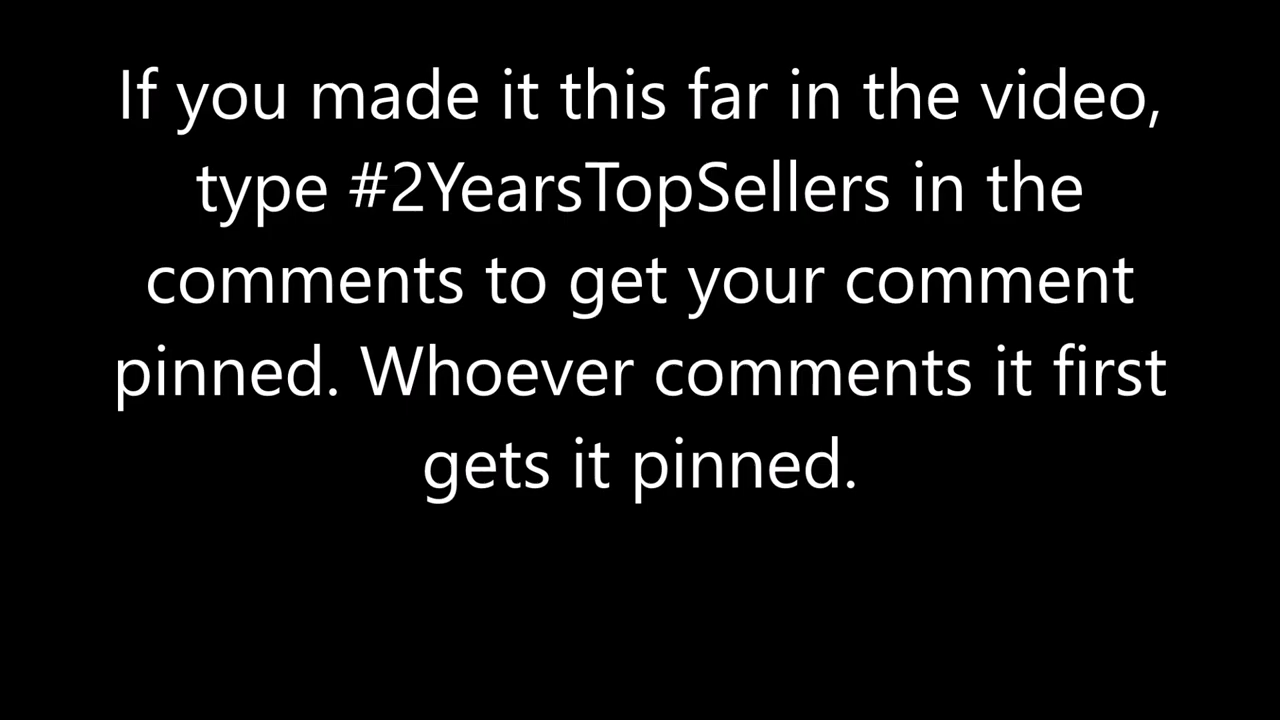 If you made it this far in the video,
type #2YearsTopSellers in the
comments to get your comment
pinned. Whoever comments it first
gets it pinned.